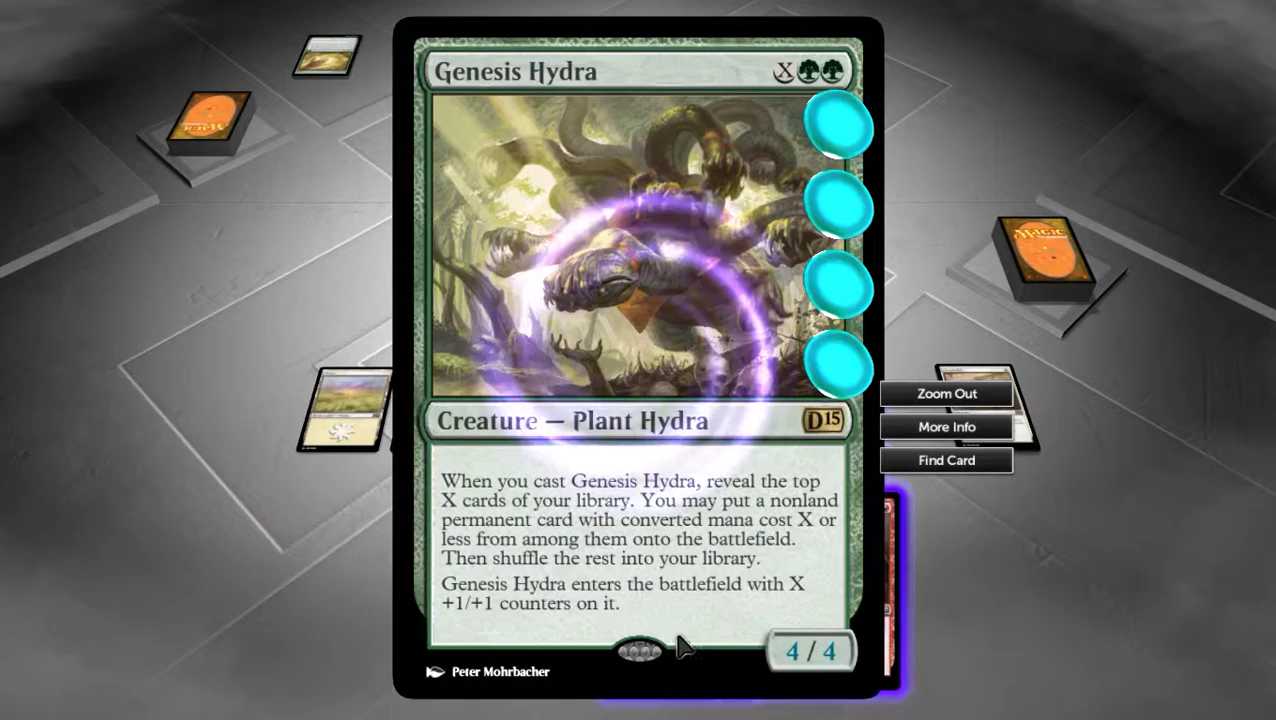 Genesis Hydra
X
Creature — Plant Hydra
D15
When you cast Genesis Hydra, reveal the top
X cards of your library. You may put a nonland
permanent card with converted mana cost X or
less from among them onto the battlefield.
Then shuffle the rest into your library.
Genesis Hydra enters the battlefield with X
+1/+1 counters on it.
4 / 4
Peter Mohrbacher
MAGIC
MAGIC
Zoom Out
More Info
Find Card